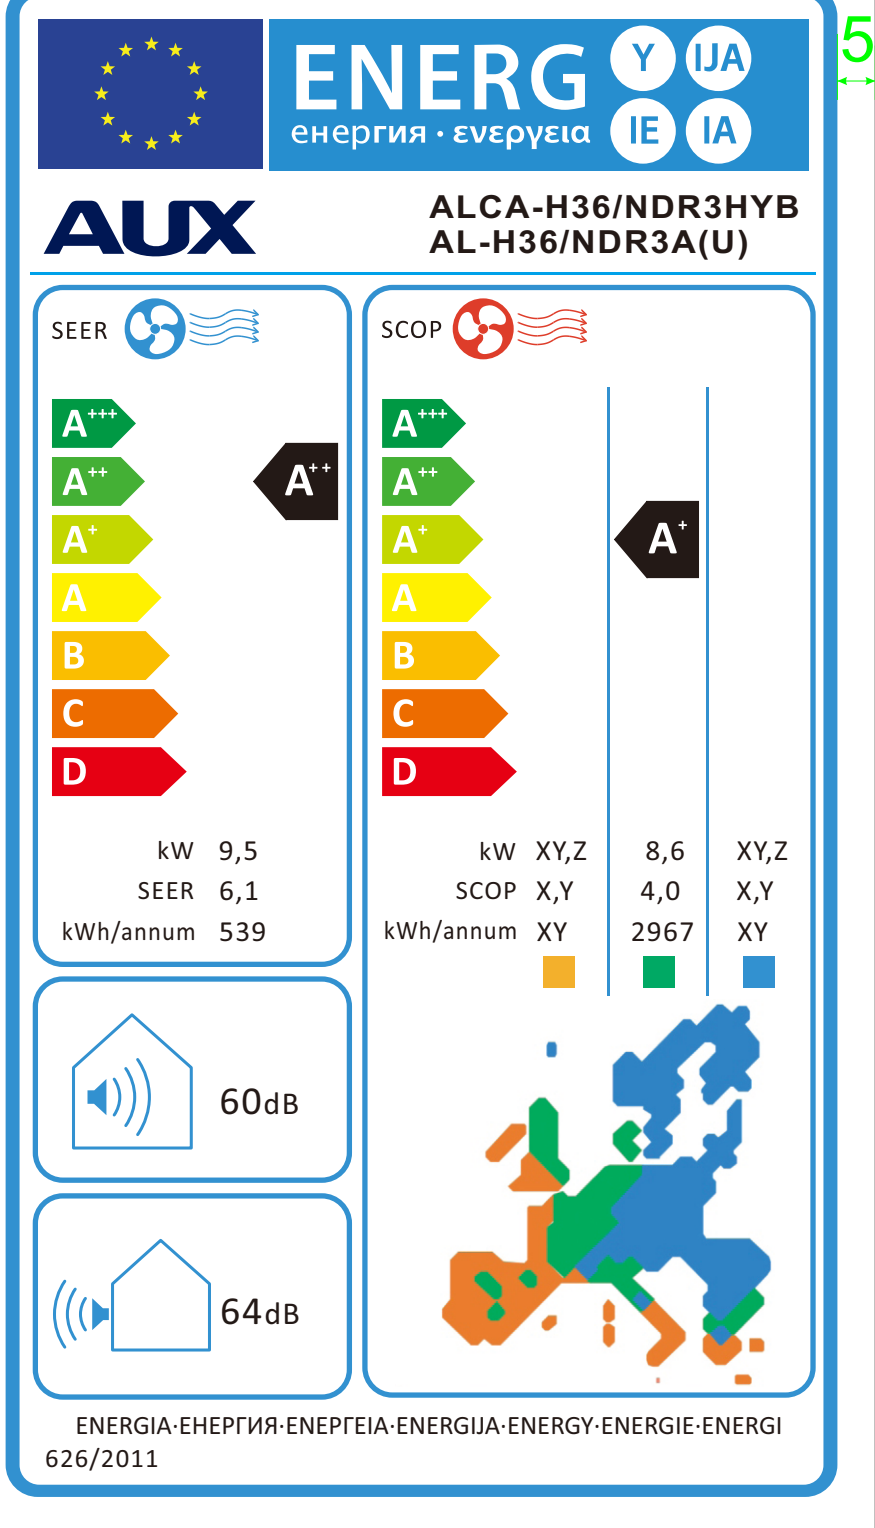 ENERG
енергия · ενεργεια
Y IJA
IE IA
5
AUX
ALCA-H36/NDR3HYB
AL-H36/NDR3A(U)
SEER
A+++
A++
A+
A
B
C
D
A++
kW 9,5
SEER 6,1
kWh/annum 539
SCOP
A+++
A++
A+
A
B
C
D
A+
kW XY,Z 8,6 XY,Z
SCOP X,Y 4,0 X,Y
kWh/annum XY 2967 XY
60dB
64dB
ENERGIA·ЕНЕРГИЯ·ΕΝΕΡΓΕΙΑ·ENERGIJA·ENERGY·ENERGIE·ENERGI
626/2011